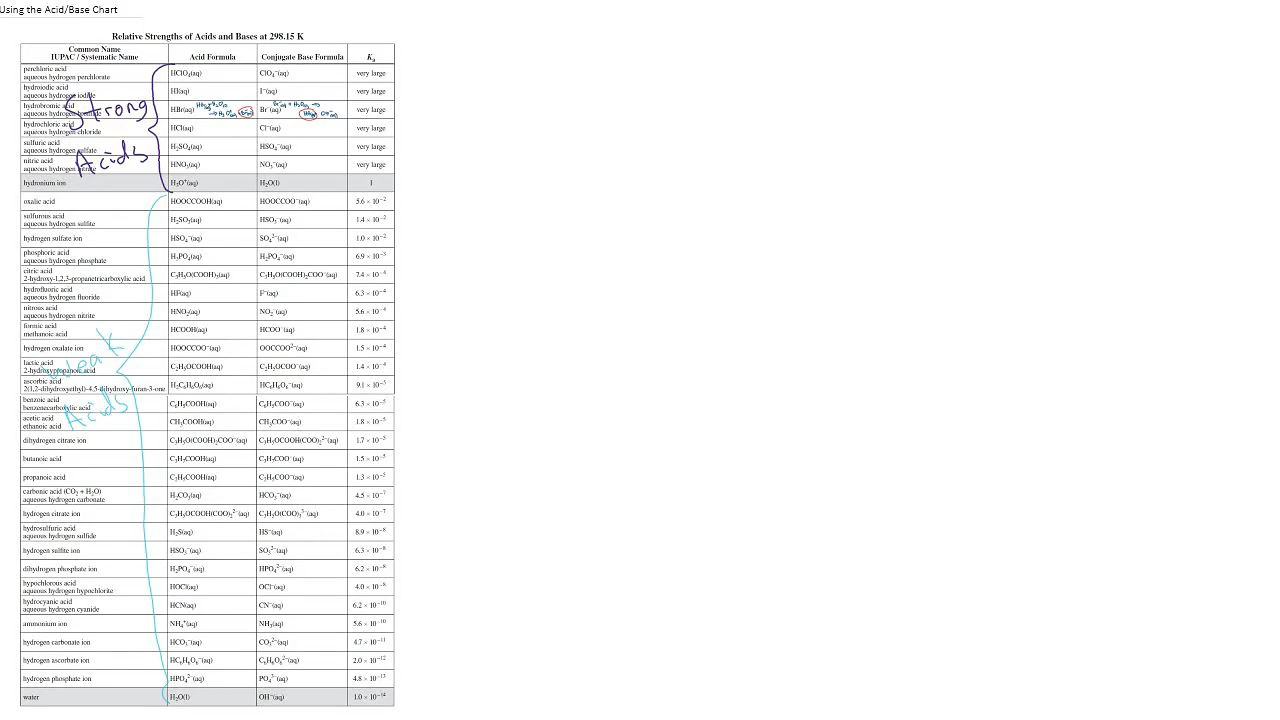 Using the Acid/Base Chart
Relative Strengths of Acids and Bases at 298.15 K
Common Name
IUPAC / Systematic Name Acid Formula Conjugate Base Formula Kₐ
perchloric acid
aqueous hydrogen perchlorate HClO₄(aq) ClO₄⁻(aq) very large
hydroiodic acid
aqueous hydrogen iodide HI(aq) I⁻(aq) very large
hydrobromic acid
aqueous hydrogen bromide HBr(aq) Br⁻(aq) very large
Strong
hydrochloric acid
aqueous hydrogen chloride HCl(aq) Cl⁻(aq) very large
sulfuric acid
aqueous hydrogen sulfate H₂SO₄(aq) HSO₄⁻(aq) very large
Acids
nitric acid
aqueous hydrogen nitrate HNO₃(aq) NO₃⁻(aq) very large
hydronium ion H₃O⁺(aq) H₂O(l) 1
oxalic acid HOOCCOOH(aq) HOOCCOO⁻(aq) 5.6 × 10⁻²
sulfurous acid
aqueous hydrogen sulfite H₂SO₃(aq) HSO₃⁻(aq) 1.4 × 10⁻²
hydrogen sulfate ion HSO₄⁻(aq) SO₄²⁻(aq) 1.0 × 10⁻²
phosphoric acid
aqueous hydrogen phosphate H₃PO₄(aq) H₂PO₄⁻(aq) 6.9 × 10⁻³
citric acid
2-hydroxy-1,2,3-propanetricarboxylic acid C₃H₅O(COOH)₃(aq) C₃H₅O(COOH)₂COO⁻(aq) 7.4 × 10⁻⁴
hydrofluoric acid
aqueous hydrogen fluoride HF(aq) F⁻(aq) 6.3 × 10⁻⁴
nitrous acid
aqueous hydrogen nitrite HNO₂(aq) NO₂⁻(aq) 5.6 × 10⁻⁴
formic acid
methanoic acid HCOOH(aq) HCOO⁻(aq) 1.8 × 10⁻⁴
hydrogen oxalate ion HOOCCOO⁻(aq) OOCCOO²⁻(aq) 1.5 × 10⁻⁴
Weak
lactic acid
2-hydroxypropanoic acid C₂H₅OCOOH(aq) C₂H₅OCOO⁻(aq) 1.4 × 10⁻⁴
ascorbic acid
2(1,2-dihydroxyethyl)-4,5-dihydroxy-furan-3-one H₂C₆H₆O₆(aq) HC₆H₆O₆⁻(aq) 9.1 × 10⁻⁵
Acids
benzoic acid
benzenecarboxylic acid C₆H₅COOH(aq) C₆H₅COO⁻(aq) 6.3 × 10⁻⁵
acetic acid
ethanoic acid CH₃COOH(aq) CH₃COO⁻(aq) 1.8 × 10⁻⁵
dihydrogen citrate ion C₃H₅O(COOH)₂COO⁻(aq) C₃H₅OCOOH(COO)₂²⁻(aq) 1.7 × 10⁻⁵
butanoic acid C₃H₇COOH(aq) C₃H₇COO⁻(aq) 1.5 × 10⁻⁵
propanoic acid C₂H₅COOH(aq) C₂H₅COO⁻(aq) 1.3 × 10⁻⁵
carbonic acid (CO₂ + H₂O)
aqueous hydrogen carbonate H₂CO₃(aq) HCO₃⁻(aq) 4.5 × 10⁻⁷
hydrogen citrate ion C₃H₅OCOOH(COO)₂²⁻(aq) C₃H₅O(COO)₃³⁻(aq) 4.0 × 10⁻⁷
hydrosulfuric acid
aqueous hydrogen sulfide H₂S(aq) HS⁻(aq) 8.9 × 10⁻⁸
hydrogen sulfite ion HSO₃⁻(aq) SO₃²⁻(aq) 6.3 × 10⁻⁸
dihydrogen phosphate ion H₂PO₄⁻(aq) HPO₄²⁻(aq) 6.2 × 10⁻⁸
hypochlorous acid
aqueous hydrogen hypochlorite HOCl(aq) OCl⁻(aq) 4.0 × 10⁻⁸
hydrocyanic acid
aqueous hydrogen cyanide HCN(aq) CN⁻(aq) 6.2 × 10⁻¹⁰
ammonium ion NH₄⁺(aq) NH₃(aq) 5.6 × 10⁻¹⁰
hydrogen carbonate ion HCO₃⁻(aq) CO₃²⁻(aq) 4.7 × 10⁻¹¹
hydrogen ascorbate ion HC₆H₆O₆⁻(aq) C₆H₆O₆²⁻(aq) 2.0 × 10⁻¹²
hydrogen phosphate ion HPO₄²⁻(aq) PO₄³⁻(aq) 4.8 × 10⁻¹³
water H₂O(l) OH⁻(aq) 1.0 × 10⁻¹⁴